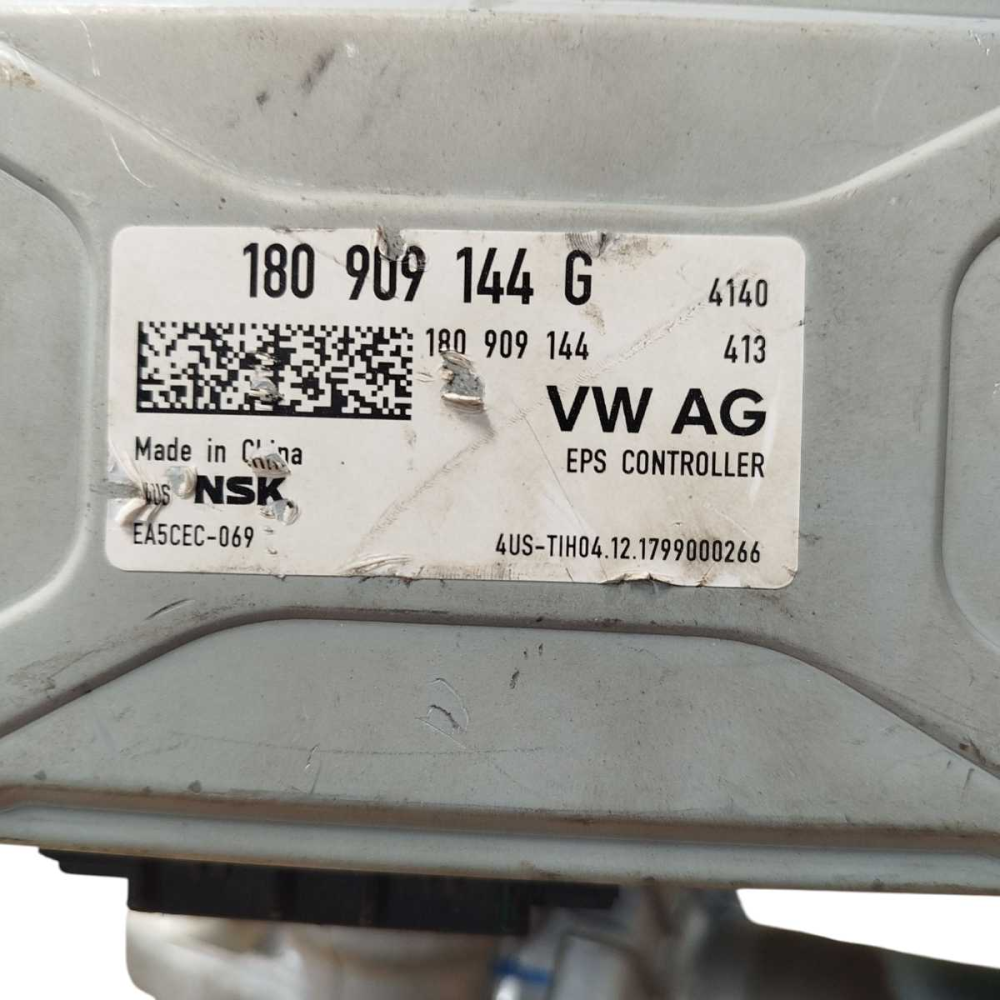 180 909 144 G 4140
180 909 144 413
VW AG
Made in China EPS CONTROLLER
4US NSK
EA5CEC-069 4US-TIH04.12.1799000266